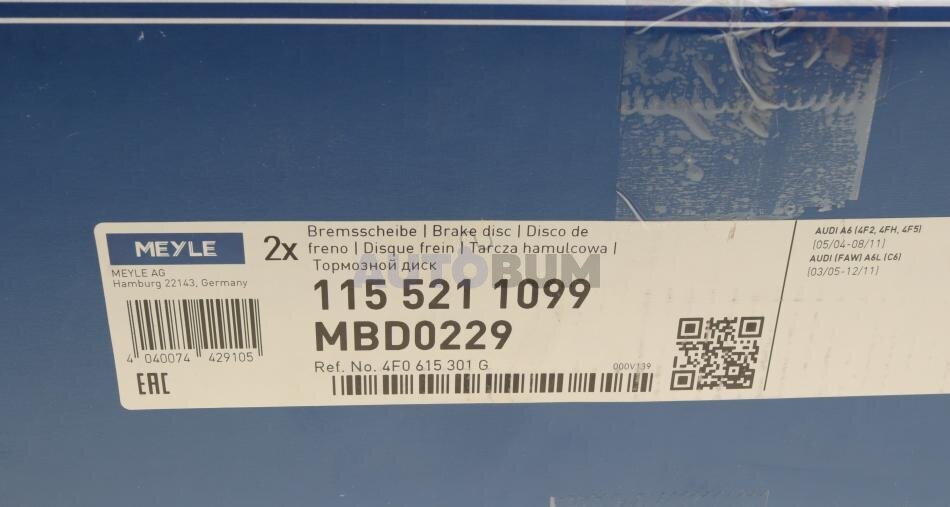 MEYLE
MEYLE AG
Hamburg 22143, Germany
4 040074 429105
EAC
2x
Bremsscheibe | Brake disc | Disco de
freno | Disque frein | Tarcza hamulcowa |
Тормозной диск
AUTOBUM
115 521 1099
MBD0229
Ref. No. 4F0 615 301 G
000V139
AUDI A6 (4F2, 4FH, 4F5)
(05/04-08/11)
AUDI (FAW) A6L (C6)
(03/05-12/11)